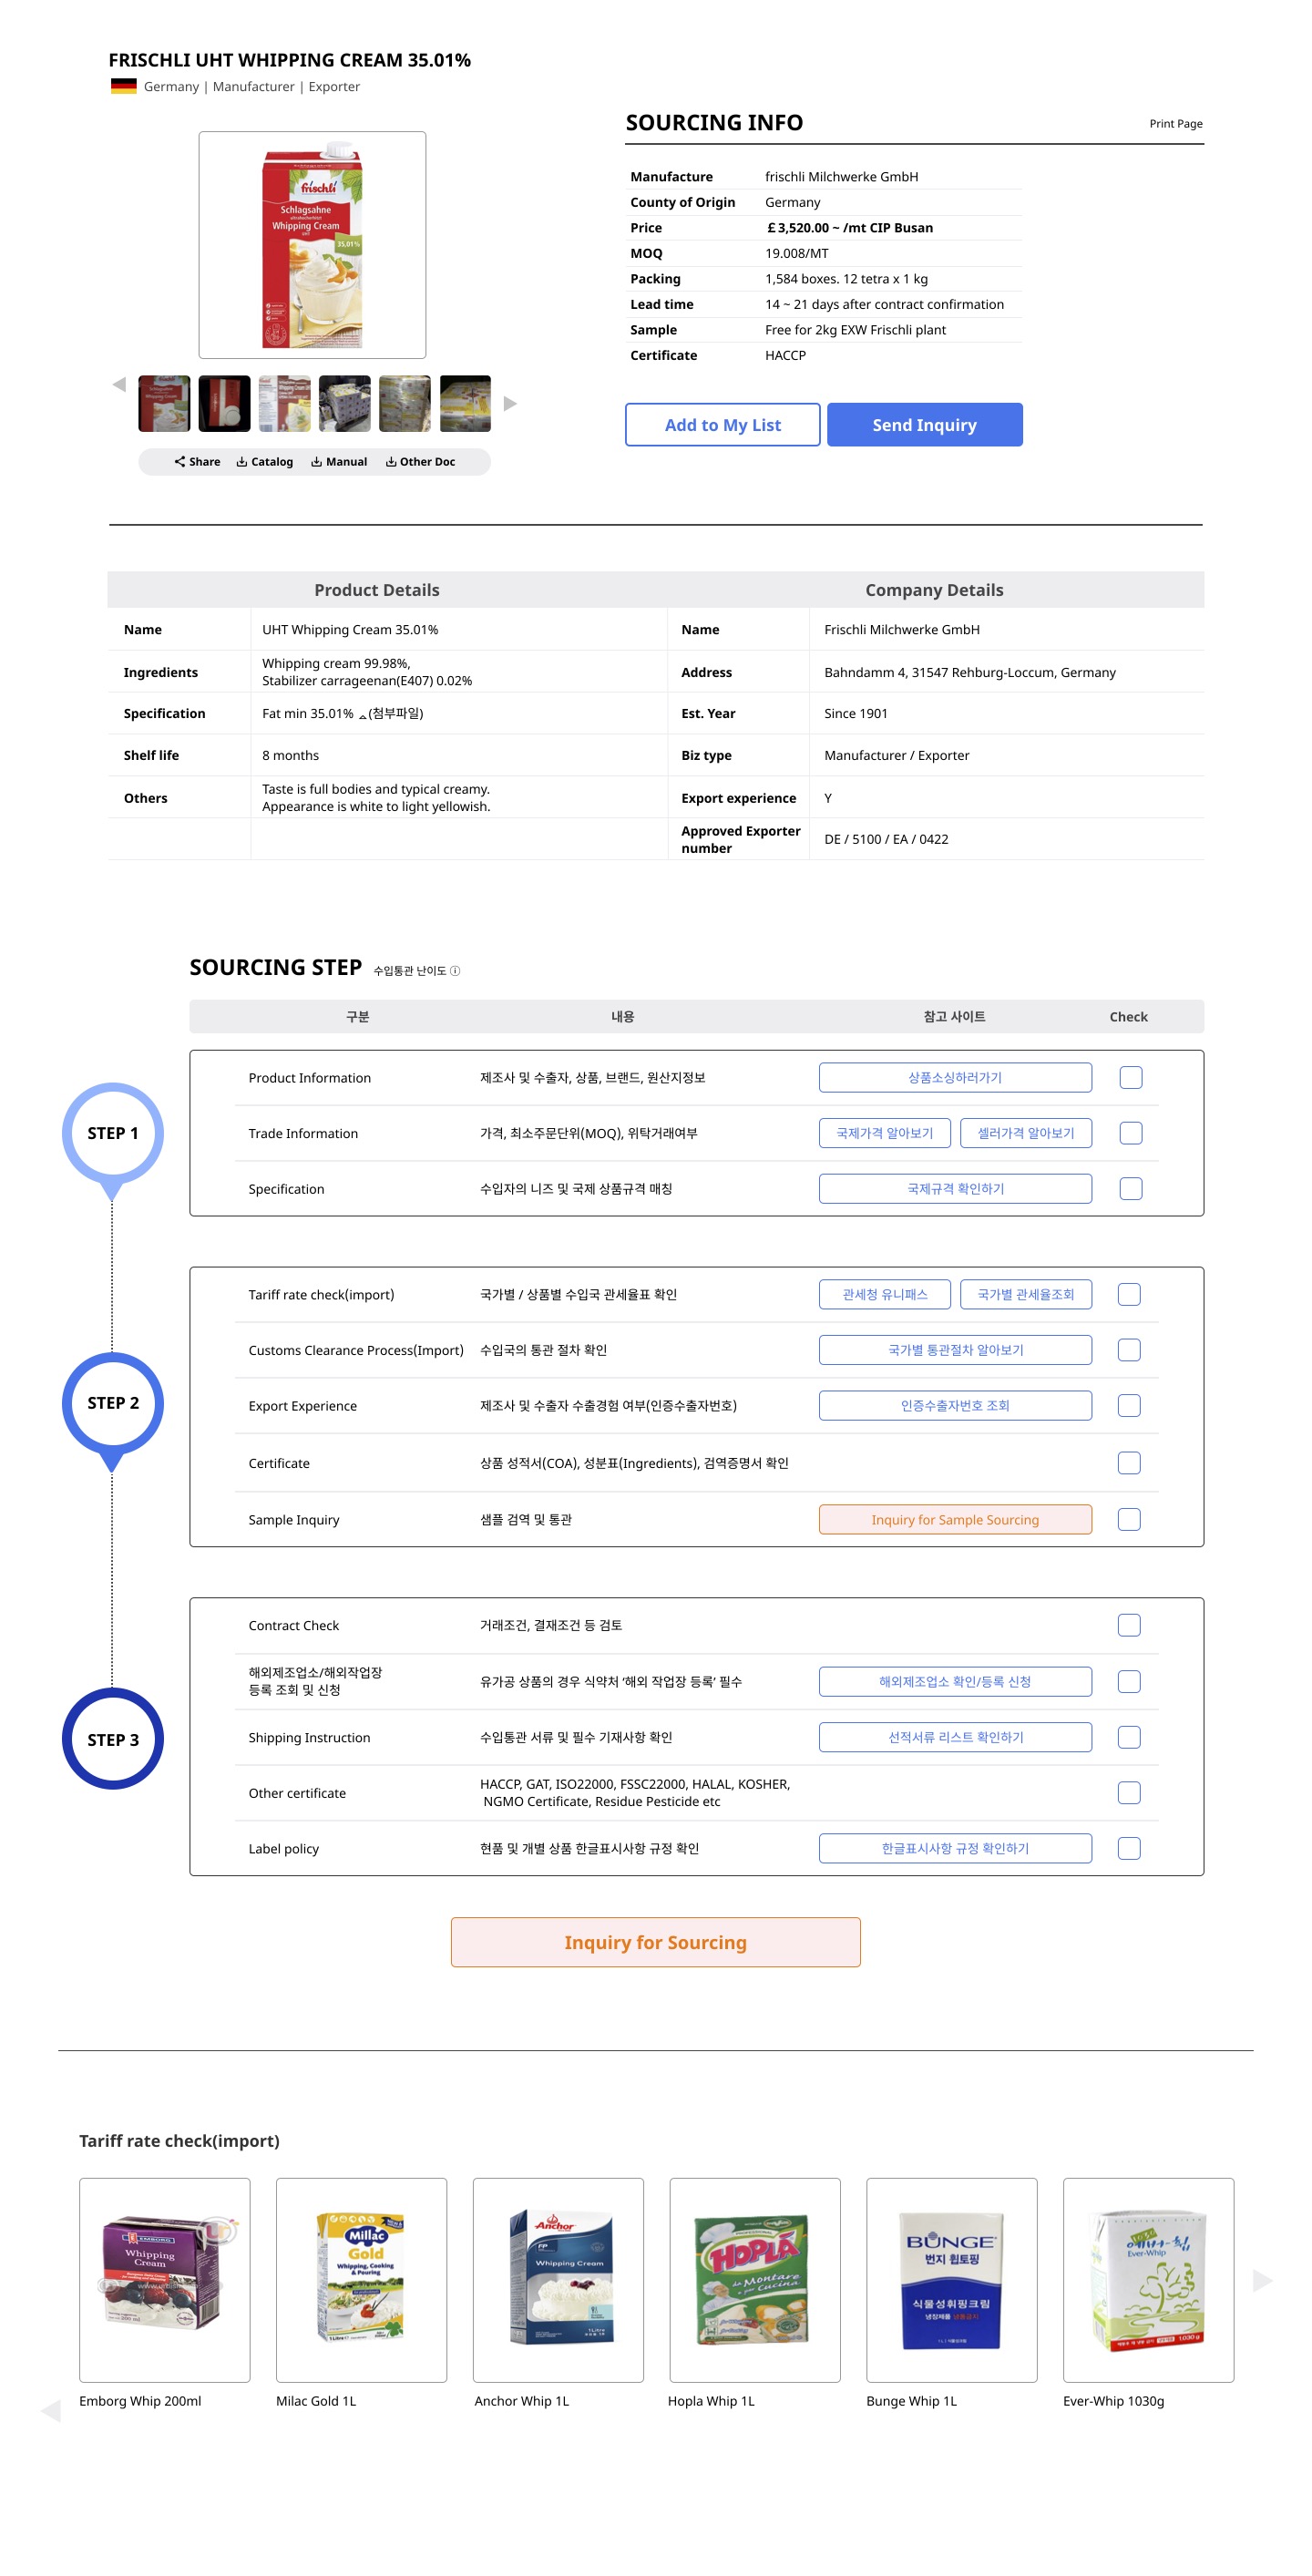 FRISCHLI UHT WHIPPING CREAM 35.01%
Germany | Manufacturer | Exporter
frischli
Schlagsahne
Whipping Cream
35,01%
Share
Catalog
Manual
Other Doc
SOURCING INFO
Print Page
Manufacture frischli Milchwerke GmbH
County of Origin Germany
Price £ 3,520.00 ~ /mt CIP Busan
MOQ 19.008/MT
Packing 1,584 boxes. 12 tetra x 1 kg
Lead time 14 ~ 21 days after contract confirmation
Sample Free for 2kg EXW Frischli plant
Certificate HACCP
Add to My List
Send Inquiry
Product Details
Name UHT Whipping Cream 35.01%
Ingredients Whipping cream 99.98%,
Stabilizer carrageenan(E407) 0.02%
Specification Fat min 35.01% (첨부파일)
Shelf life 8 months
Others Taste is full bodies and typical creamy.
Appearance is white to light yellowish.
Company Details
Name Frischli Milchwerke GmbH
Address Bahndamm 4, 31547 Rehburg-Loccum, Germany
Est. Year Since 1901
Biz type Manufacturer / Exporter
Export experience Y
Approved Exporter
number DE / 5100 / EA / 0422
SOURCING STEP 수입통관 난이도 ⓘ
구분 내용 참고 사이트 Check
STEP 1
Product Information 제조사 및 수출자, 상품, 브랜드, 원산지정보 상품소싱하러가기
Trade Information 가격, 최소주문단위(MOQ), 위탁거래여부 국제가격 알아보기 셀러가격 알아보기
Specification 수입자의 니즈 및 국제 상품규격 매칭 국제규격 확인하기
STEP 2
Tariff rate check(import) 국가별 / 상품별 수입국 관세율표 확인 관세청 유니패스 국가별 관세율조회
Customs Clearance Process(Import) 수입국의 통관 절차 확인 국가별 통관절차 알아보기
Export Experience 제조사 및 수출자 수출경험 여부(인증수출자번호) 인증수출자번호 조회
Certificate 상품 성적서(COA), 성분표(Ingredients), 검역증명서 확인
Sample Inquiry 샘플 검역 및 통관 Inquiry for Sample Sourcing
STEP 3
Contract Check 거래조건, 결재조건 등 검토
해외제조업소/해외작업장
등록 조회 및 신청 유가공 상품의 경우 식약처 ‘해외 작업장 등록’ 필수 해외제조업소 확인/등록 신청
Shipping Instruction 수입통관 서류 및 필수 기재사항 확인 선적서류 리스트 확인하기
Other certificate HACCP, GAT, ISO22000, FSSC22000, HALAL, KOSHER,
NGMO Certificate, Residue Pesticide etc
Label policy 현품 및 개별 상품 한글표시사항 규정 확인 한글표시사항 규정 확인하기
Inquiry for Sourcing
Tariff rate check(import)
EMBORG
Whipping
Cream
Millac
Gold
Whipping, Cooking
& Pouring
Anchor
FP
Whipping Cream
HOPLÀ
da Montare
e per Cucina
BUNGE
번지 휩토핑
식물성휘핑크림
냉장제품 냉동금지
Ever-Whip
1,030 g
Emborg Whip 200ml
Milac Gold 1L
Anchor Whip 1L
Hopla Whip 1L
Bunge Whip 1L
Ever-Whip 1030g